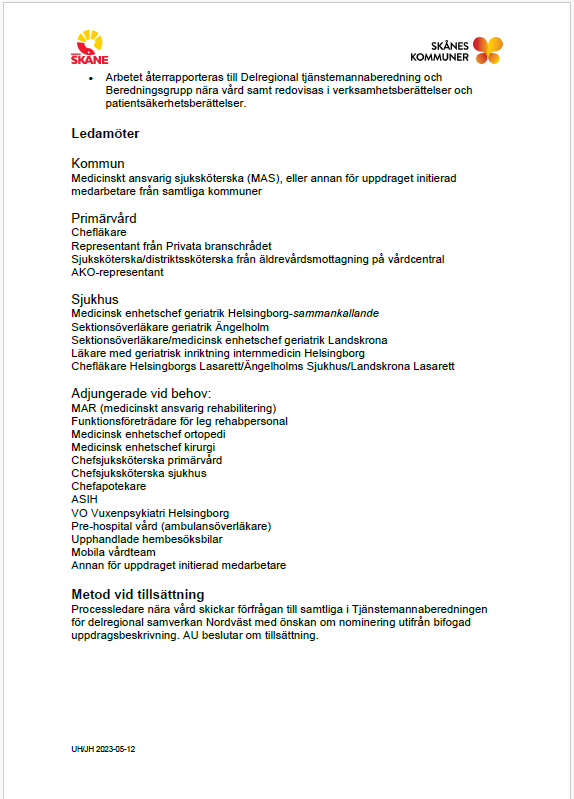 SKÅNE
SKÅNES
KOMMUNER
• Arbetet återrapporteras till Delregional tjänstemannaberedning och
Beredningsgrupp nära vård samt redovisas i verksamhetsberättelser och
patientsäkerhetsberättelser.
Ledamöter
Kommun
Medicinskt ansvarig sjuksköterska (MAS), eller annan för uppdraget initierad
medarbetare från samtliga kommuner
Primärvård
Chefläkare
Representant från Privata branschrådet
Sjuksköterska/distriktssköterska från äldrevårdsmottagning på vårdcentral
AKO-representant
Sjukhus
Medicinsk enhetschef geriatrik Helsingborg-sammankallande
Sektionsöverläkare geriatrik Ängelholm
Sektionsöverläkare/medicinsk enhetschef geriatrik Landskrona
Läkare med geriatrisk inriktning internmedicin Helsingborg
Chefläkare Helsingborgs Lasarett/Ängelholms Sjukhus/Landskrona Lasarett
Adjungerade vid behov:
MAR (medicinskt ansvarig rehabilitering)
Funktionsföreträdare för leg rehabpersonal
Medicinsk enhetschef ortopedi
Medicinsk enhetschef kirurgi
Chefsjuksköterska primärvård
Chefsjuksköterska sjukhus
Chefapotekare
ASIH
VO Vuxenpsykiatri Helsingborg
Pre-hospital vård (ambulansöverläkare)
Upphandlade hembesöksbilar
Mobila vårdteam
Annan för uppdraget initierad medarbetare
Metod vid tillsättning
Processledare nära vård skickar förfrågan till samtliga i Tjänstemannaberedningen
för delregional samverkan Nordväst med önskan om nominering utifrån bifogad
uppdragsbeskrivning. AU beslutar om tillsättning.
UH/JH 2023-05-12